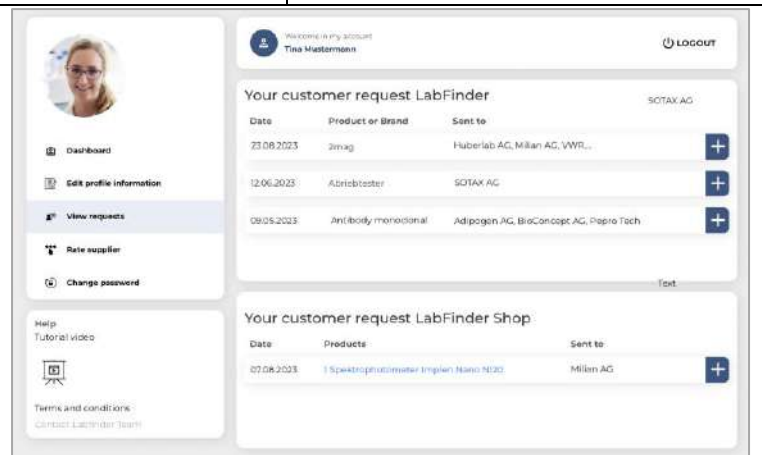 Welcome in my account
Tina Mustermann
LOGOUT
Dashboard
Edit profile information
View requests
Rate supplier
Change password
Help
Tutorial video
Terms and conditions
Contact Labfinder Team
Your customer request LabFinder
SOTAX AG
Date Product or Brand Sent to
23.08.2023 2mag Huberlab AG, Milian AG, VWR...
12.06.2023 Abriebtester SOTAX AG
09.05.2023 Antibody monoclonal Adipogen AG, BioConcept AG, Pepro Tech
Text
Your customer request LabFinder Shop
Date Products Sent to
07.08.2023 1 Spektrophotometer Implen Nano N120 Milian AG